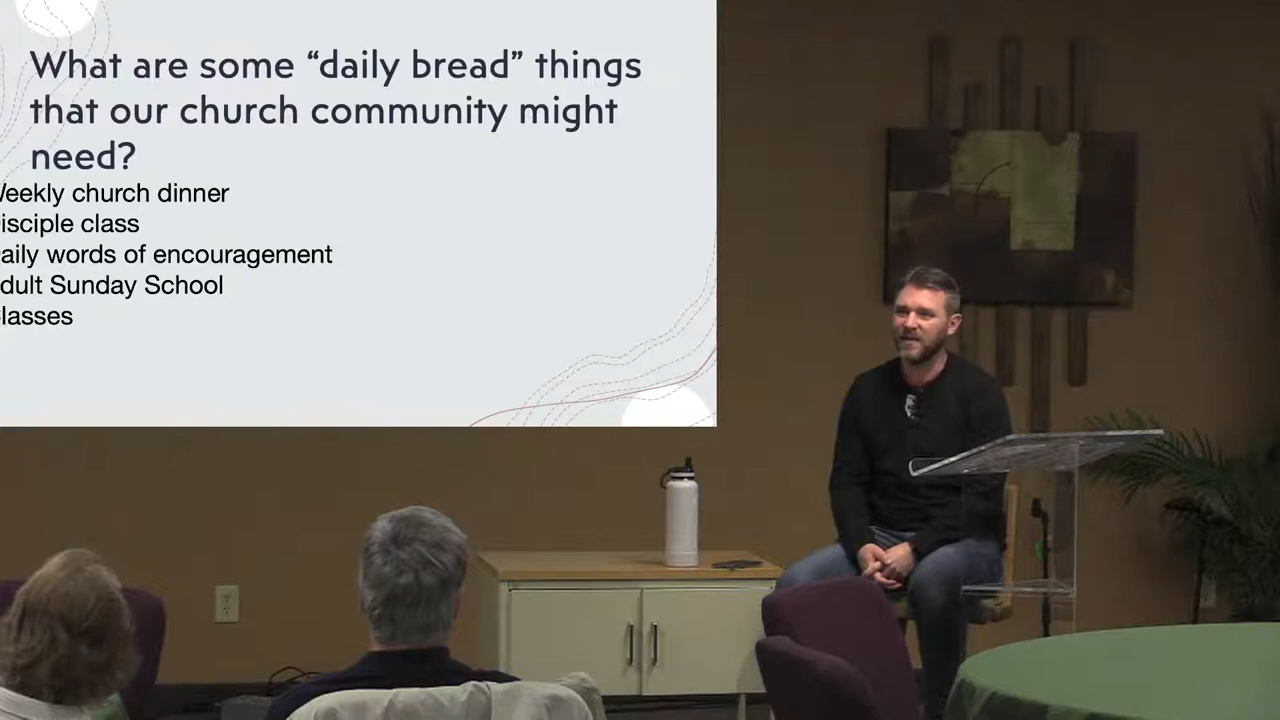 What are some “daily bread” things
that our church community might
need?
Weekly church dinner
isciple class
aily words of encouragement
dult Sunday School
lasses